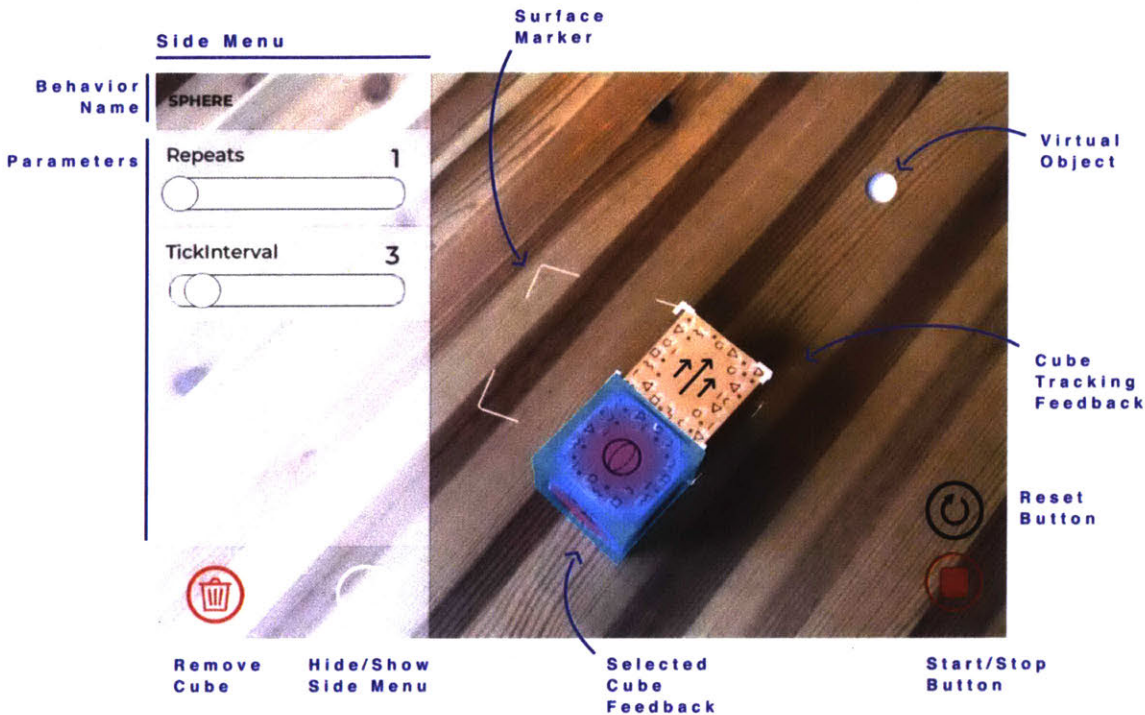 Side Menu
Surface
Marker
Behavior
Name
SPHERE
Parameters
Repeats 1
TickInterval 3
Virtual
Object
Cube
Tracking
Feedback
Reset
Button
Remove
Cube
Hide/Show
Side Menu
Selected
Cube
Feedback
Start/Stop
Button